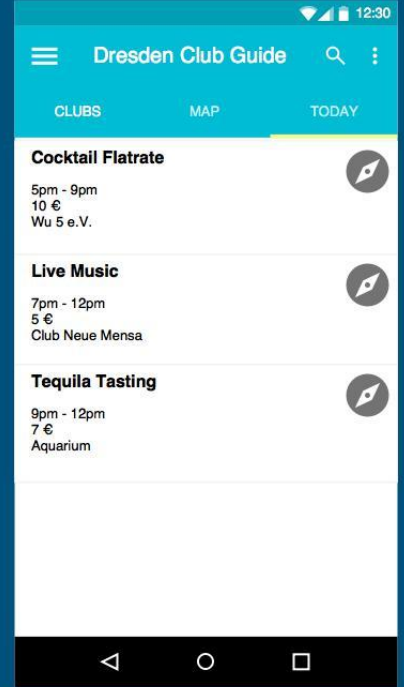 12:30
Dresden Club Guide
CLUBS MAP TODAY
Cocktail Flatrate
5pm - 9pm
10 €
Wu 5 e.V.
Live Music
7pm - 12pm
5 €
Club Neue Mensa
Tequila Tasting
9pm - 12pm
7 €
Aquarium